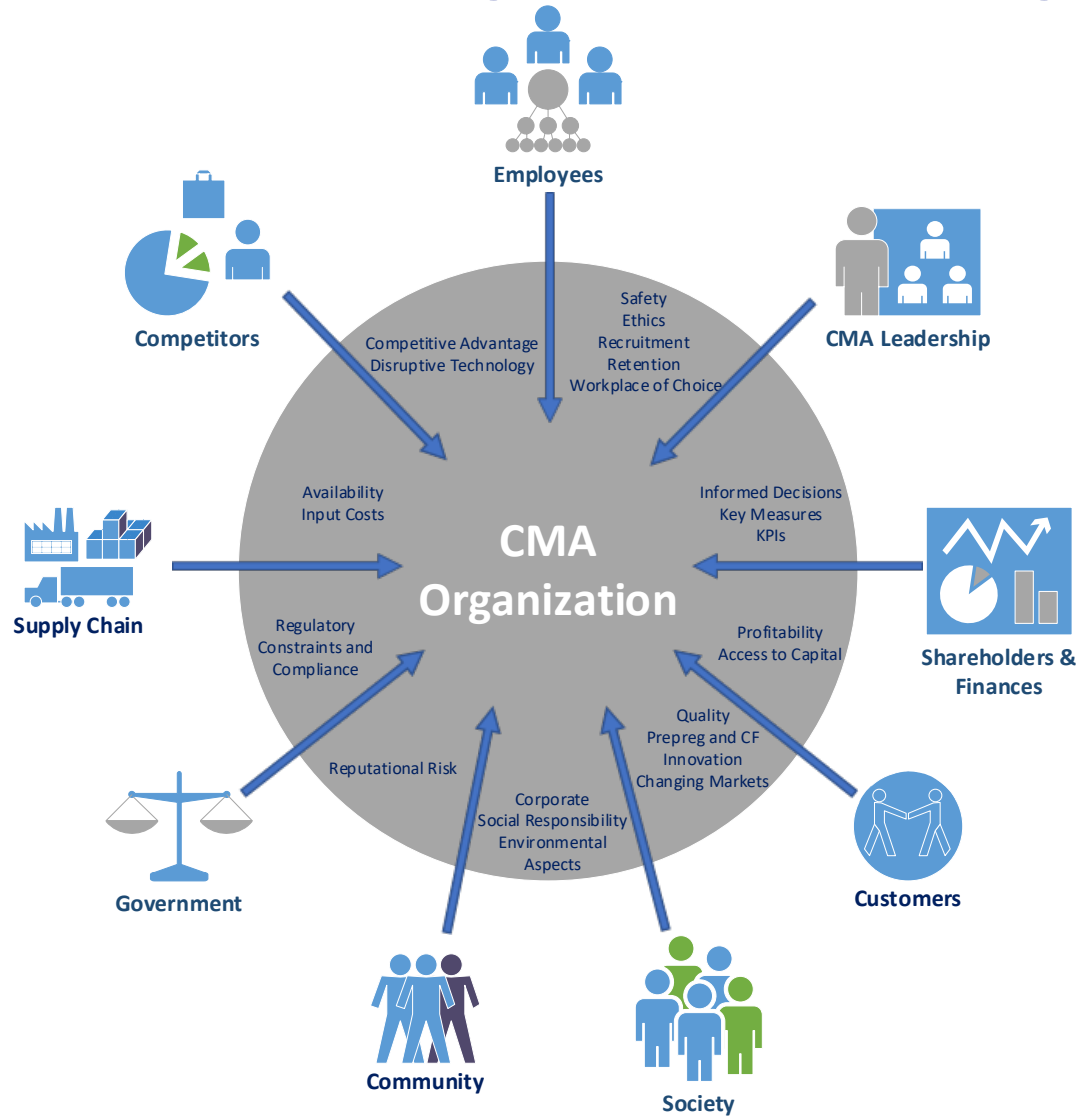 Employees
Competitors
CMA Leadership
Safety
Ethics
Recruitment
Retention
Workplace of Choice
Competitive Advantage
Disruptive Technology
Availability
Input Costs
Informed Decisions
Key Measures
KPIs
CMA
Organization
Supply Chain
Shareholders &
Finances
Regulatory
Constraints and
Compliance
Profitability
Access to Capital
Quality
Prepreg and CF
Innovation
Changing Markets
Reputational Risk
Corporate
Social Responsibility
Environmental
Aspects
Government
Customers
Community
Society